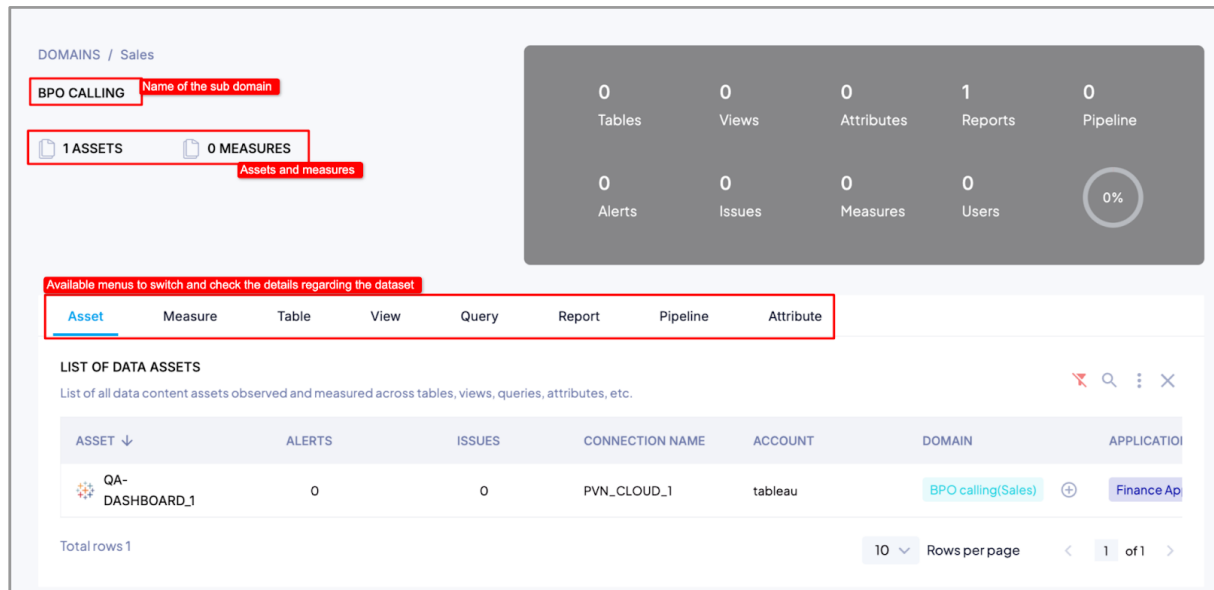 DOMAINS / Sales
BPO CALLING
Name of the sub domain
1 ASSETS 0 MEASURES
Assets and measures
0 0 0 1 0
Tables Views Attributes Reports Pipeline
0 0 0 0 0%
Alerts Issues Measures Users
Available menus to switch and check the details regarding the dataset
Asset Measure Table View Query Report Pipeline Attribute
LIST OF DATA ASSETS
List of all data content assets observed and measured across tables, views, queries, attributes, etc.
ASSET ALERTS ISSUES CONNECTION NAME ACCOUNT DOMAIN APPLICATIO
QA-
DASHBOARD_1 0 0 PVN_CLOUD_1 tableau BPO calling(Sales) Finance Ap
Total rows 1 10 Rows per page 1 of 1